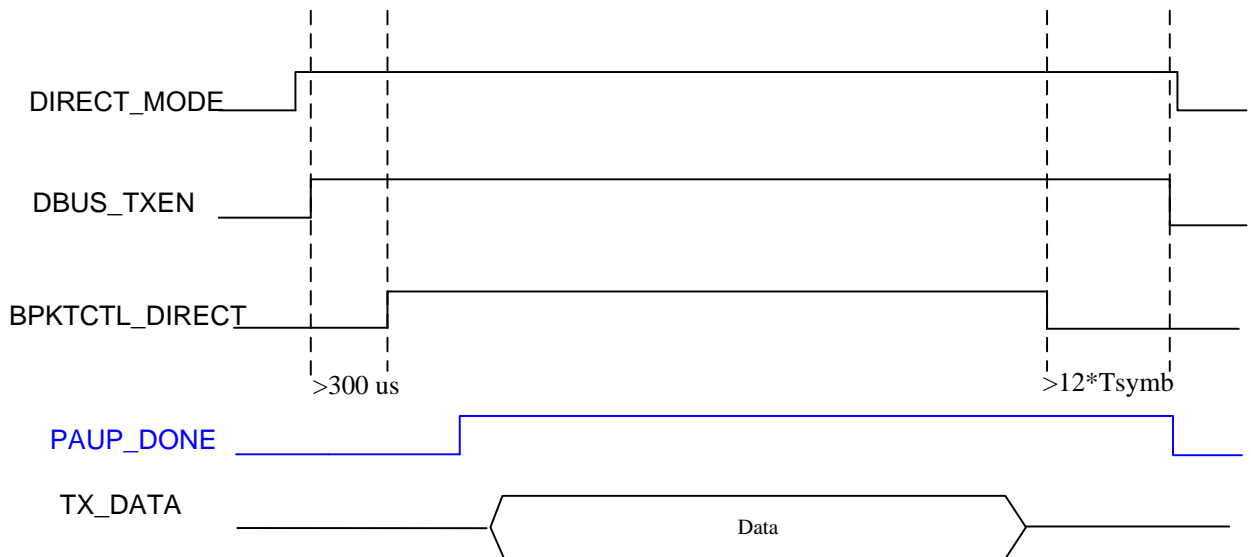 DIRECT_MODE
DBUS_TXEN
BPKTCTL_DIRECT
>300 us
>12*Tsymb
PAUP_DONE
TX_DATA
Data